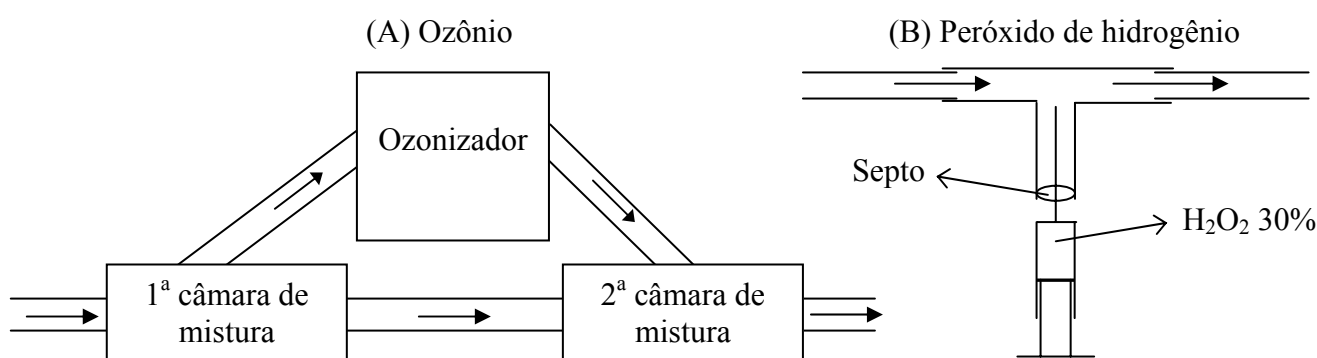 (A) Ozônio
(B) Peróxido de hidrogênio
Ozonizador
Septo
H₂O₂ 30%
1ª câmara de
mistura
2ª câmara de
mistura